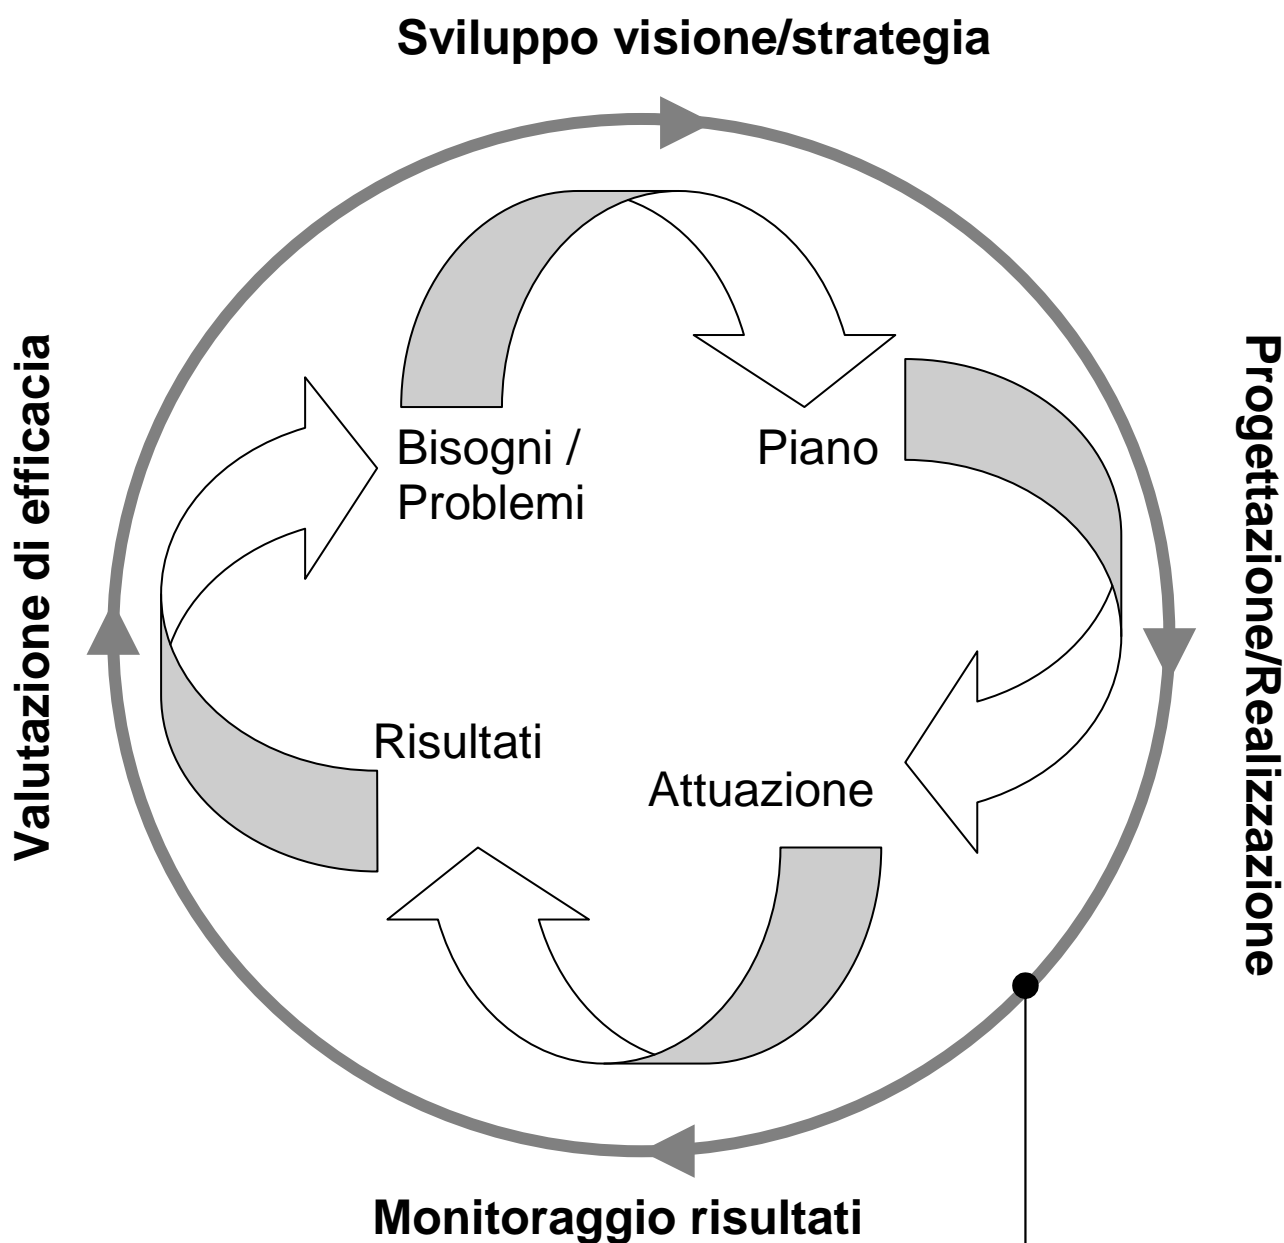 Sviluppo visione/strategia
Valutazione di efficacia
Progettazione/Realizzazione
Bisogni /
Problemi
Piano
Risultati
Attuazione
Monitoraggio risultati